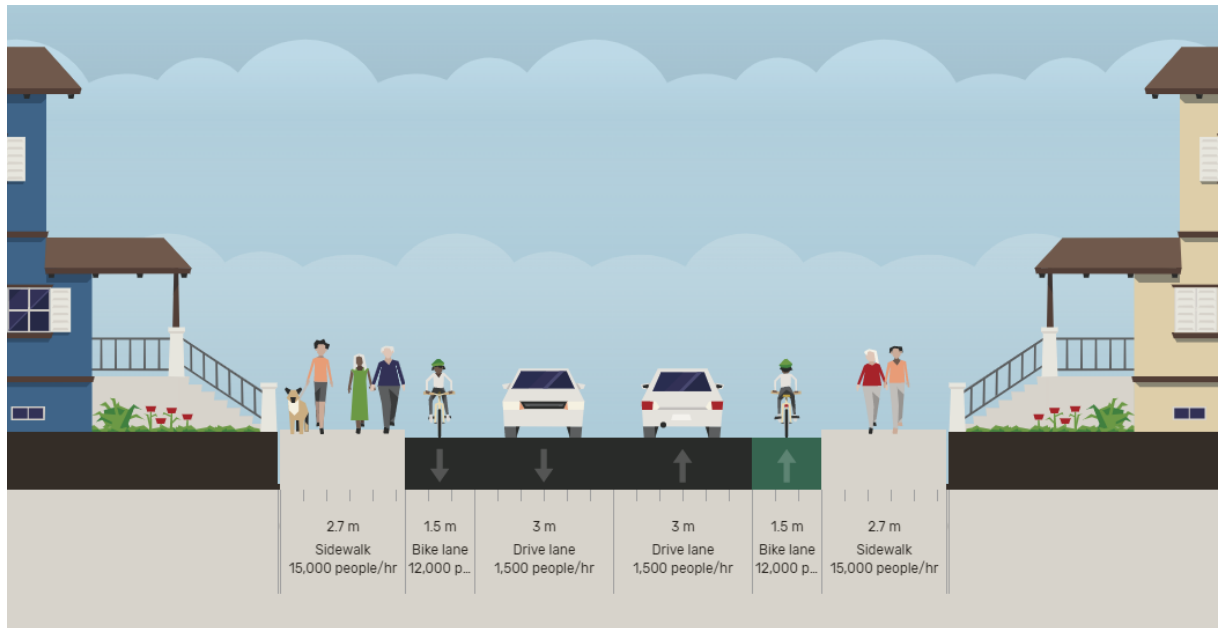 2.7 m
Sidewalk
15,000 people/hr
1.5 m
Bike lane
12,000 p...
3 m
Drive lane
1,500 people/hr
3 m
Drive lane
1,500 people/hr
1.5 m
Bike lane
12,000 p...
2.7 m
Sidewalk
15,000 people/hr